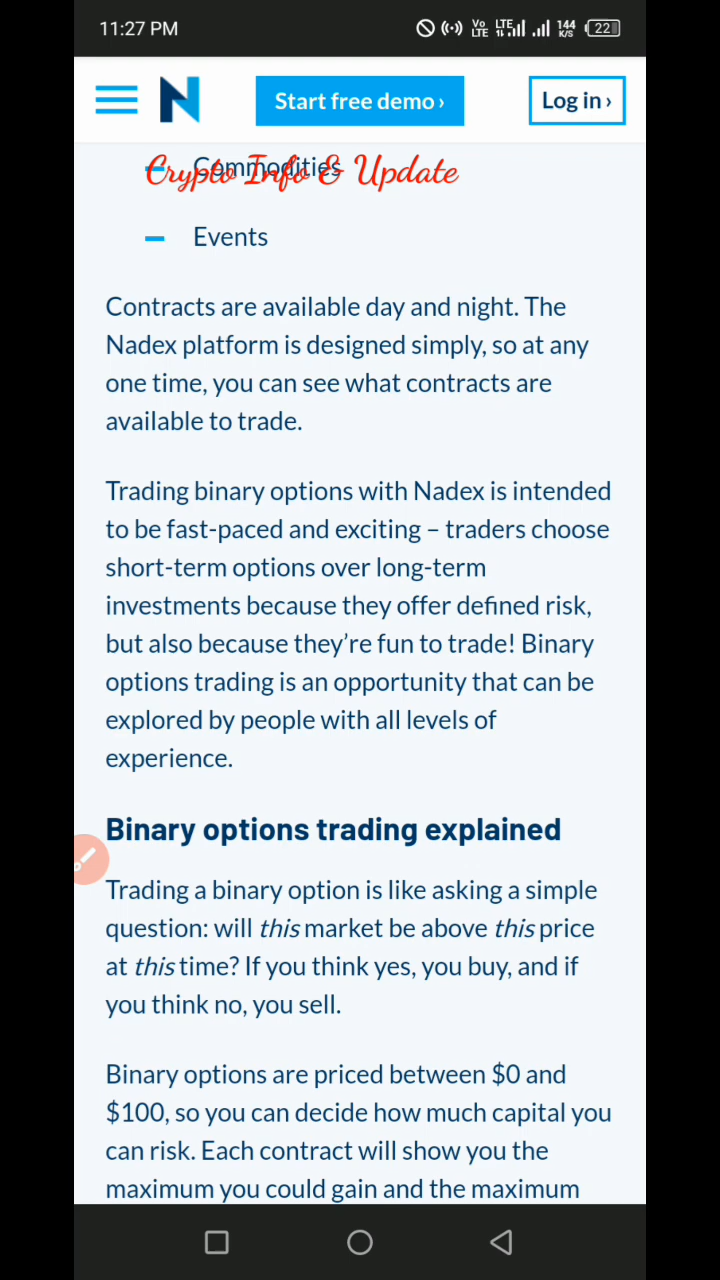 11:27 PM
Vo LTE LTE 144 K/S 22
N Start free demo › Log in ›
Commodities
Crypto Info & Update
Events
Contracts are available day and night. The
Nadex platform is designed simply, so at any
one time, you can see what contracts are
available to trade.
Trading binary options with Nadex is intended
to be fast-paced and exciting – traders choose
short-term options over long-term
investments because they offer defined risk,
but also because they’re fun to trade! Binary
options trading is an opportunity that can be
explored by people with all levels of
experience.
Binary options trading explained
Trading a binary option is like asking a simple
question: will this market be above this price
at this time? If you think yes, you buy, and if
you think no, you sell.
Binary options are priced between $0 and
$100, so you can decide how much capital you
can risk. Each contract will show you the
maximum you could gain and the maximum